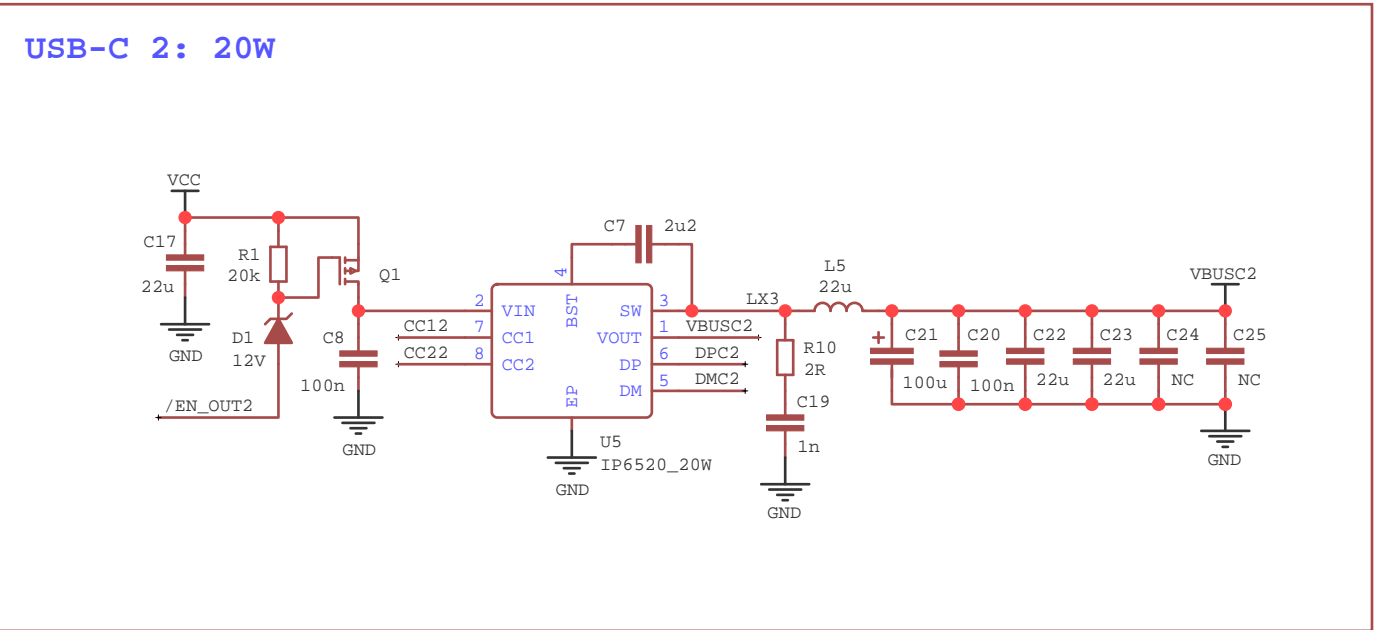 USB-C 2: 20W
VCC
C17
22u
GND
R1
20k
Q1
D1
12V
/EN_OUT2
C8
100n
GND
CC12
CC22
2
7
8
VIN
CC1
CC2
4
BST
EP
SW
VOUT
DP
DM
3
1
6
5
U5
IP6520_20W
GND
C7
2u2
VBUSC2
DPC2
DMC2
LX3
R10
2R
C19
1n
GND
L5
22u
C21
100u
C20
100n
C22
22u
C23
22u
C24
NC
C25
NC
VBUSC2
GND